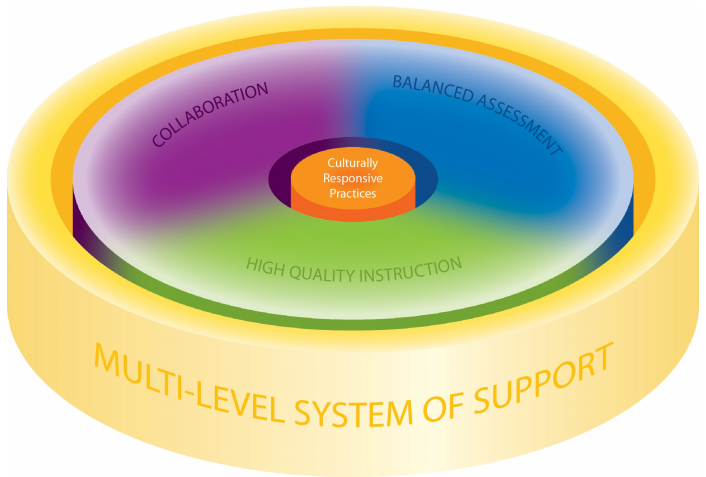 COLLABORATION
BALANCED ASSESSMENT
Culturally
Responsive
Practices
HIGH QUALITY INSTRUCTION
MULTI-LEVEL SYSTEM OF SUPPORT